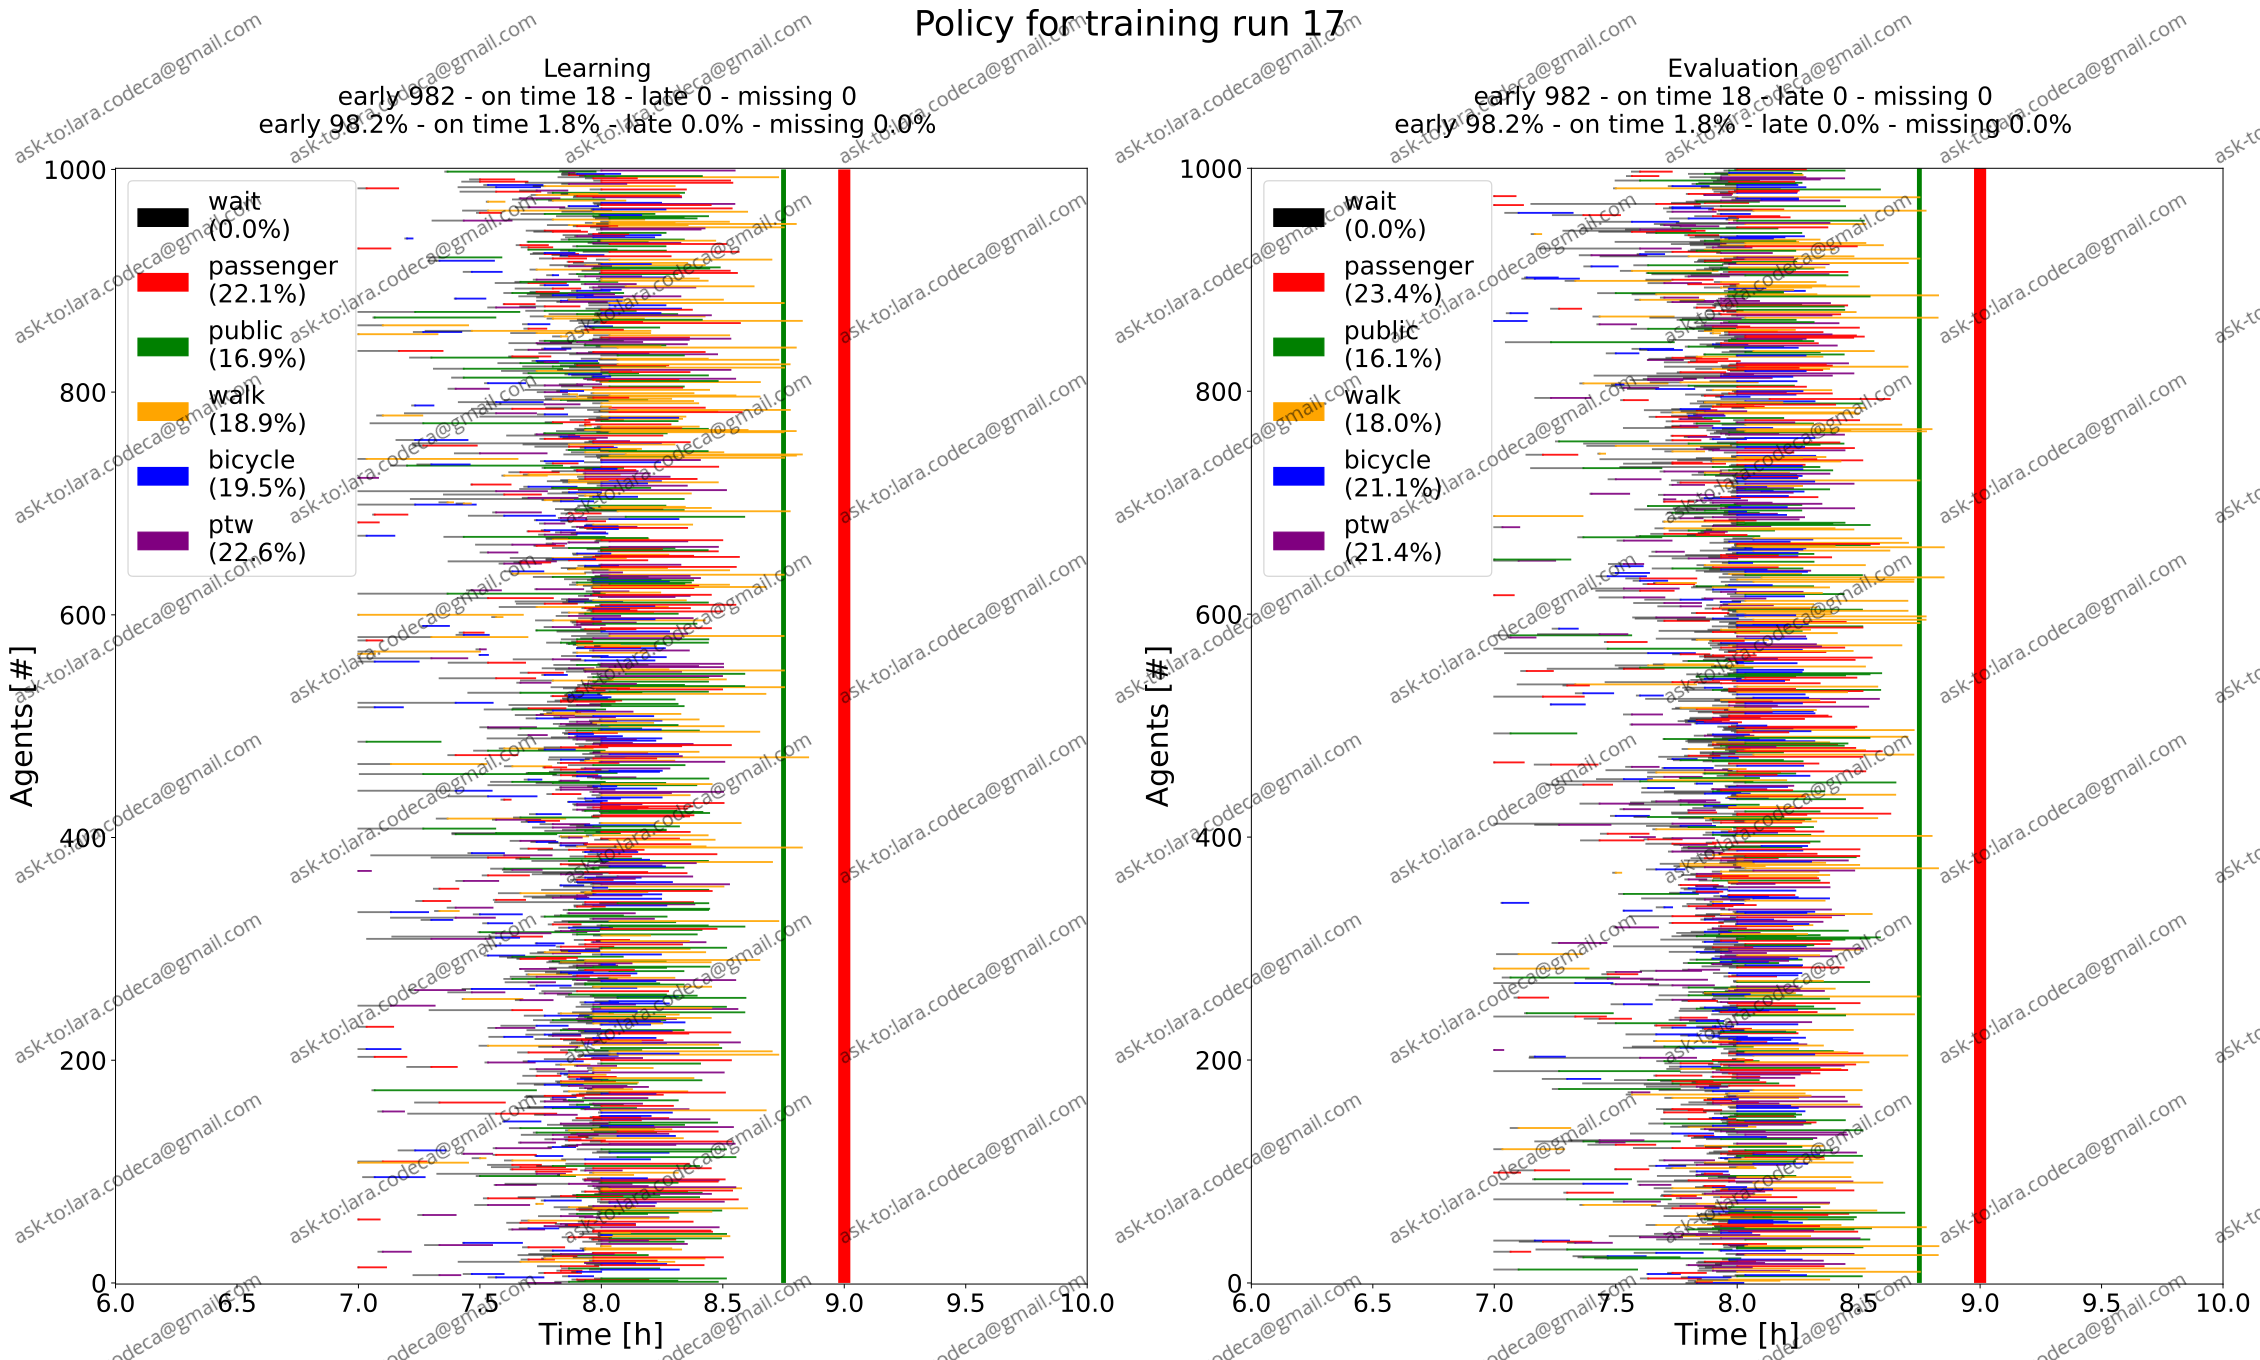 Policy for training run 17
Learning
early 982 - on time 18 - late 0 - missing 0
early 98.2% - on time 1.8% - late 0.0% - missing 0.0%
Agents [#]
1000
800
600
400
200
0
wait
(0.0%)
passenger
(22.1%)
public
(16.9%)
walk
(18.9%)
bicycle
(19.5%)
ptw
(22.6%)
6.0 6.5 7.0 7.5 8.0 8.5 9.0 9.5 10.0
Time [h]
Evaluation
early 982 - on time 18 - late 0 - missing 0
early 98.2% - on time 1.8% - late 0.0% - missing 0.0%
Agents [#]
1000
800
600
400
200
0
wait
(0.0%)
passenger
(23.4%)
public
(16.1%)
walk
(18.0%)
bicycle
(21.1%)
ptw
(21.4%)
6.0 6.5 7.0 7.5 8.0 8.5 9.0 9.5 10.0
Time [h]
ask-to:lara.codeca@gmail.com